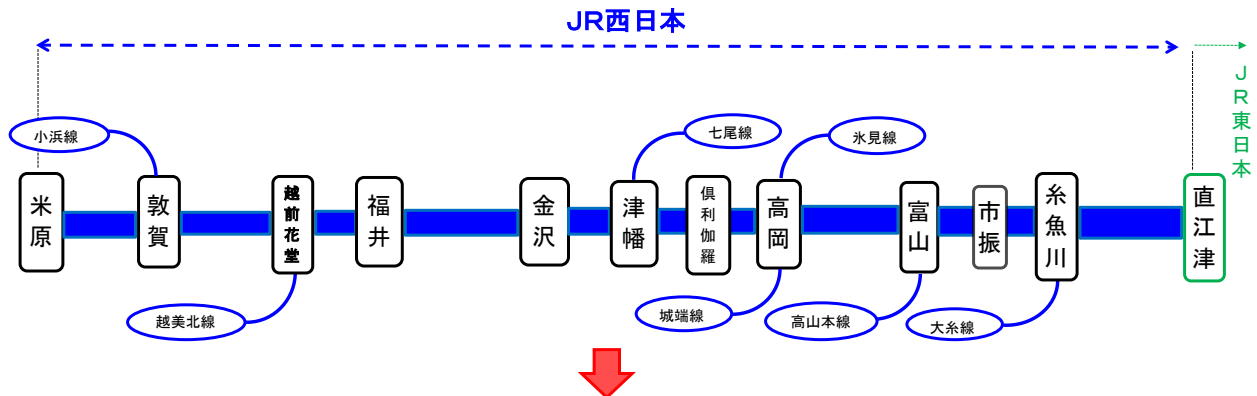 JR西日本
JR東日本
小浜線
七尾線
氷見線
米原
敦賀
越前花堂
福井
金沢
津幡
倶利伽羅
高岡
富山
市振
糸魚川
直江津
越美北線
城端線
高山本線
大糸線